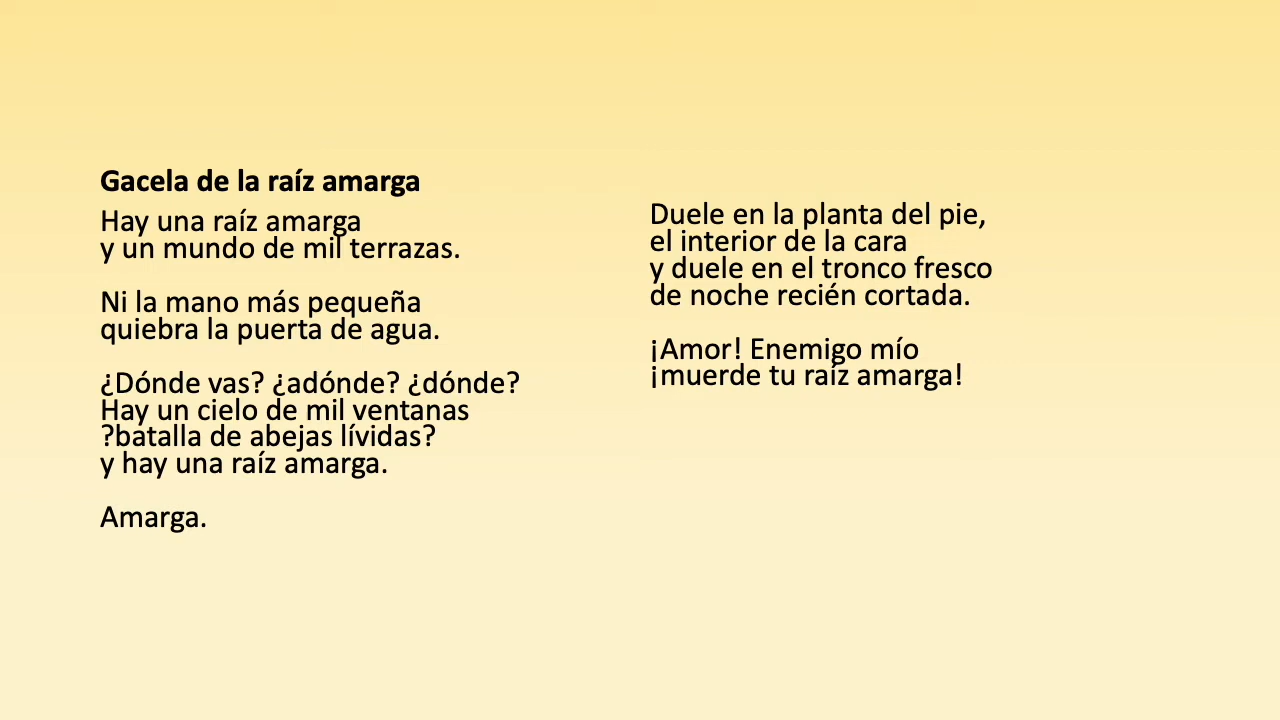 Gacela de la raíz amarga
Hay una raíz amarga
y un mundo de mil terrazas.
Ni la mano más pequeña
quiebra la puerta de agua.
¿Dónde vas? ¿adónde? ¿dónde?
Hay un cielo de mil ventanas
?batalla de abejas lívidas?
y hay una raíz amarga.
Amarga.
Duele en la planta del pie,
el interior de la cara
y duele en el tronco fresco
de noche recién cortada.
¡Amor! Enemigo mío
¡muerde tu raíz amarga!